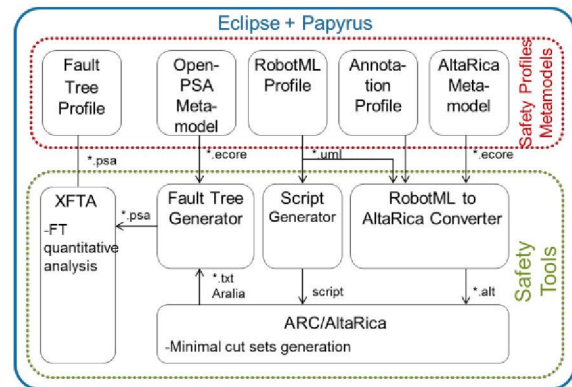 Eclipse + Papyrus
Fault
Tree
Profile
Open-
PSA
Meta-
model
RobotML
Profile
Annota-
tion
Profile
AltaRica
Meta-
model
Safety Profiles
Metamodels
*.psa
*.ecore
*.uml
*.ecore
XFTA
-FT
quantitative
analysis
*.psa
Fault Tree
Generator
Script
Generator
RobotML to
AltaRica Converter
Safety
Tools
*.txt
Aralia
script
*.alt
ARC/AltaRica
-Minimal cut sets generation